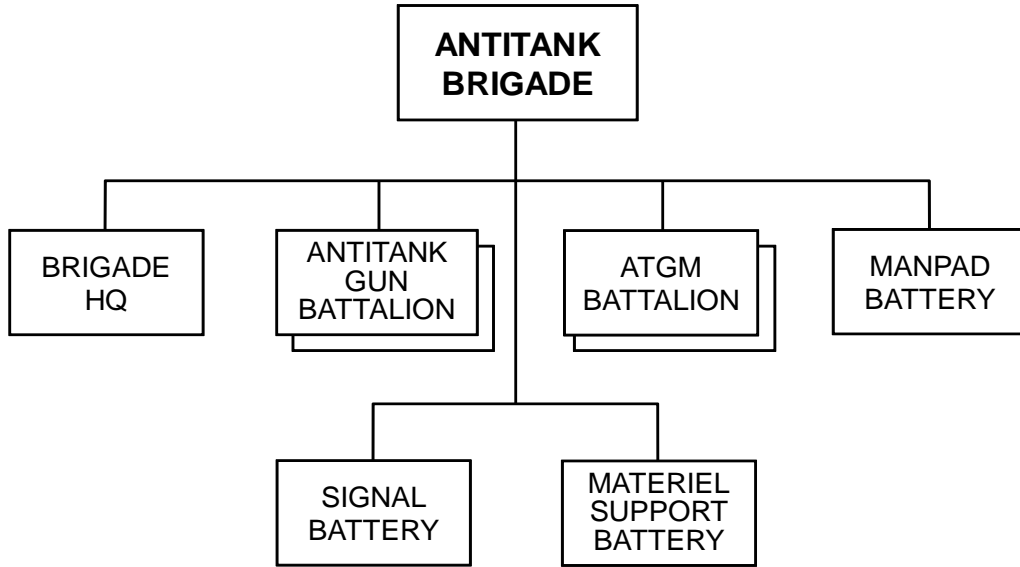 ANTITANK
BRIGADE
BRIGADE
HQ
ANTITANK
GUN
BATTALION
ATGM
BATTALION
MANPAD
BATTERY
SIGNAL
BATTERY
MATERIEL
SUPPORT
BATTERY